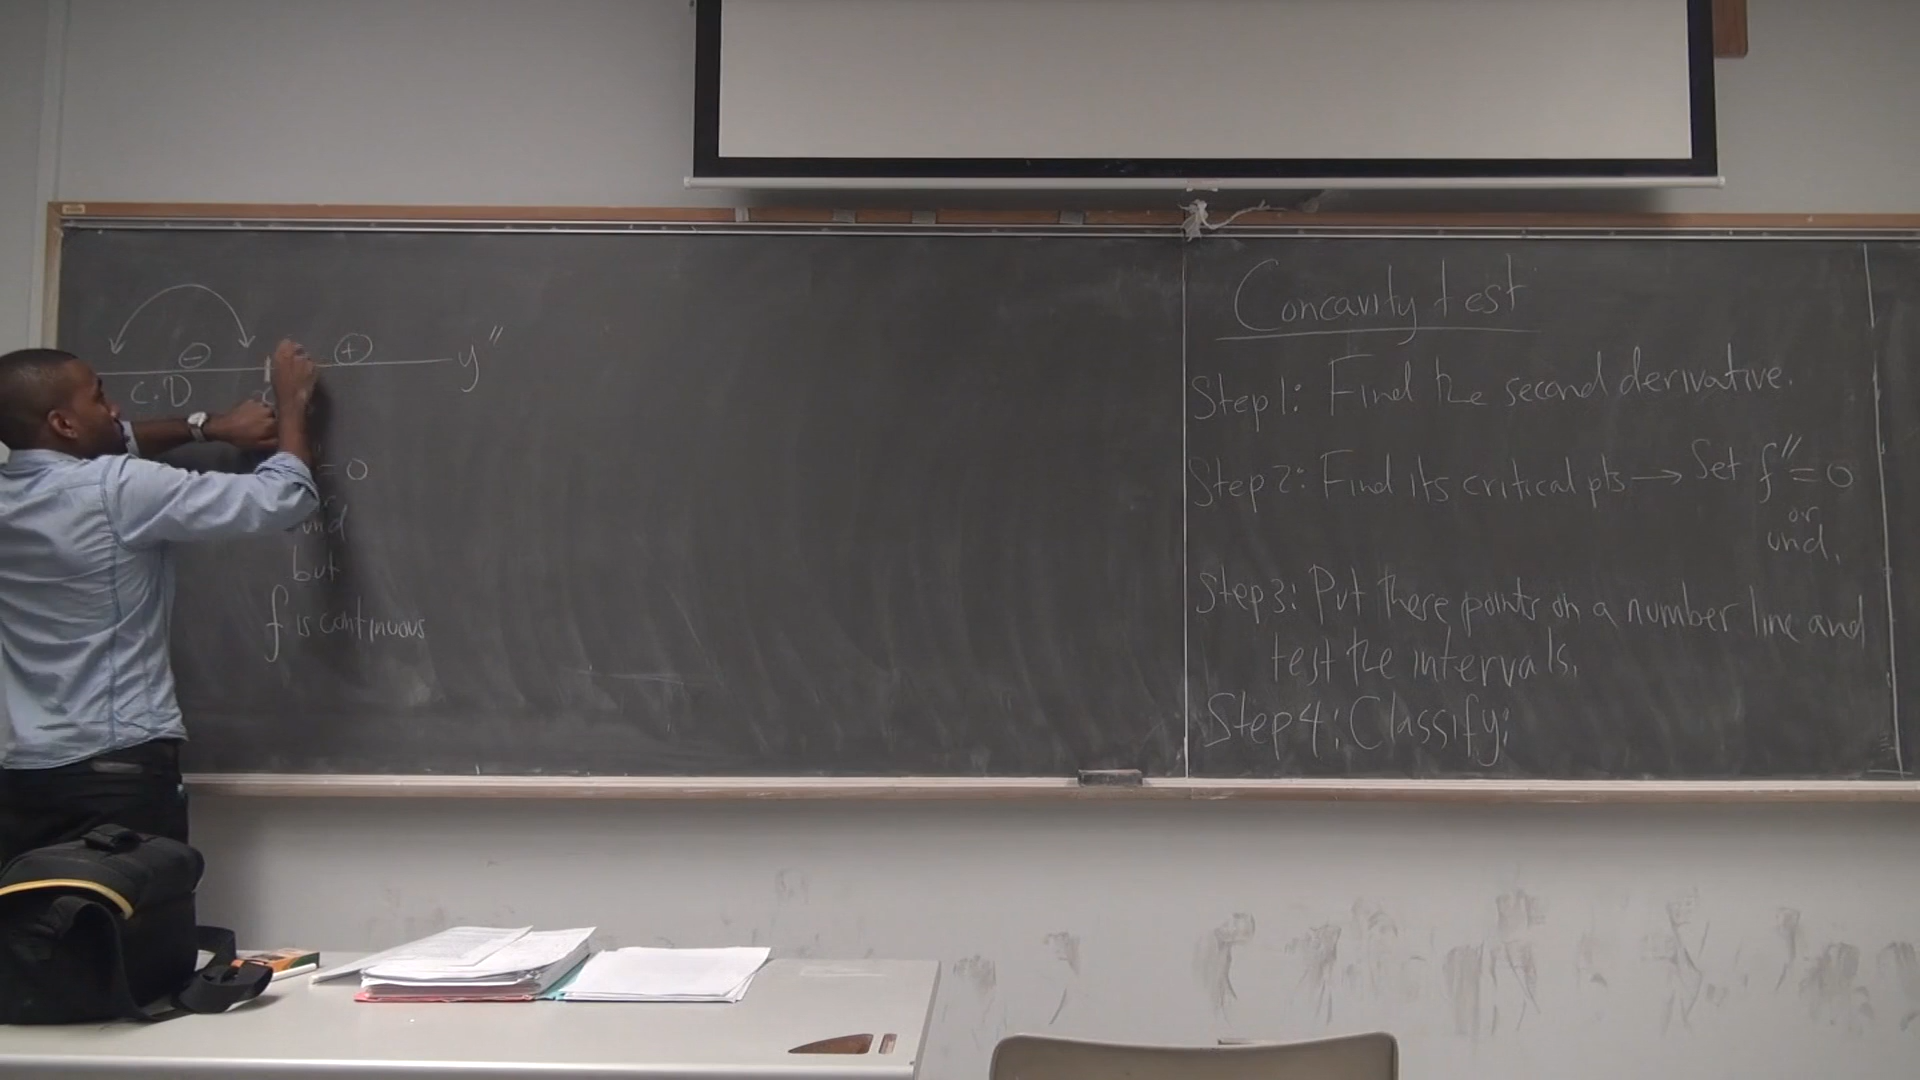 − + y″
C.D
= 0
und
but
f is continuous
Concavity test
Step 1: Find the second derivative.
Step 2: Find its critical pts → Set f″ = 0
or
und.
Step 3: Put these points on a number line and
test the intervals.
Step 4: Classify: